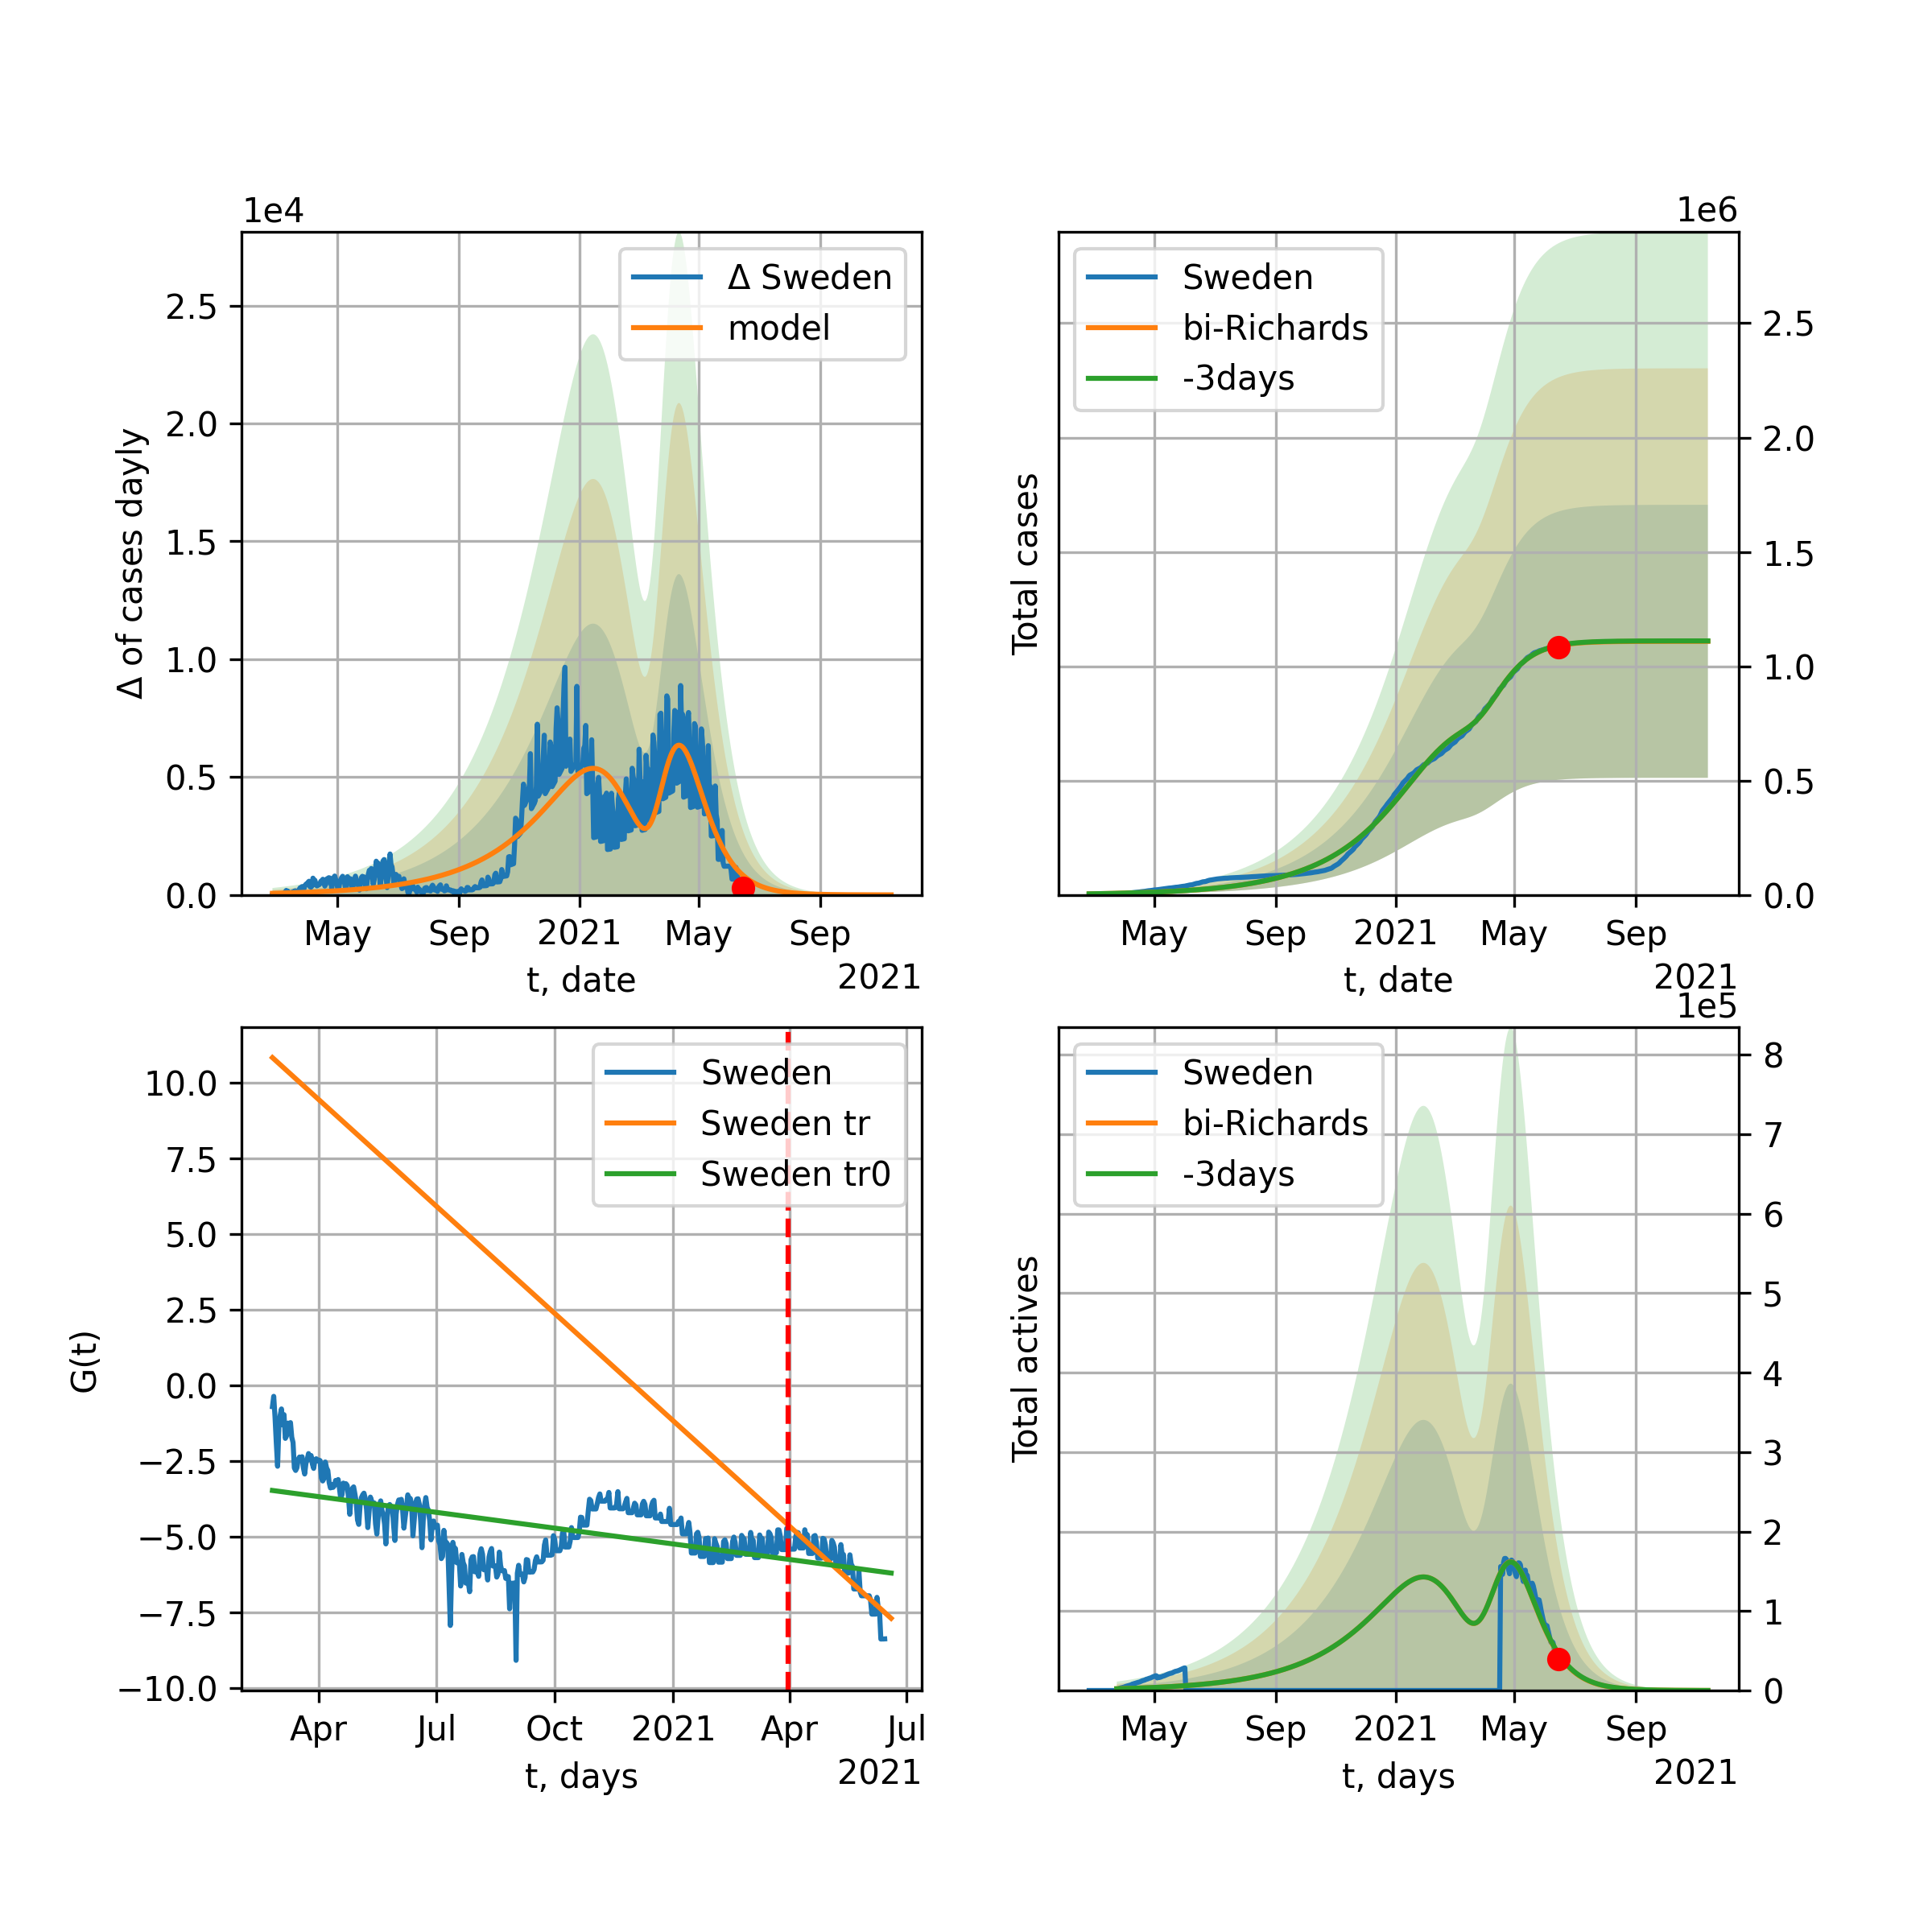 1e4
Δ of cases dayly
2.5
2.0
1.5
1.0
0.5
0.0
Δ Sweden
model
May Sep 2021 May Sep
t, date
2021
1e6
Total cases
Sweden
bi-Richards
-3days
2.5
2.0
1.5
1.0
0.5
0.0
May Sep 2021 May Sep
t, date
2021
G(t)
10.0
7.5
5.0
2.5
0.0
−2.5
−5.0
−7.5
−10.0
Sweden
Sweden tr
Sweden tr0
Apr Jul Oct 2021 Apr Jul
t, days
2021
1e5
Total actives
Sweden
bi-Richards
-3days
8
7
6
5
4
3
2
1
0
May Sep 2021 May Sep
t, days
2021